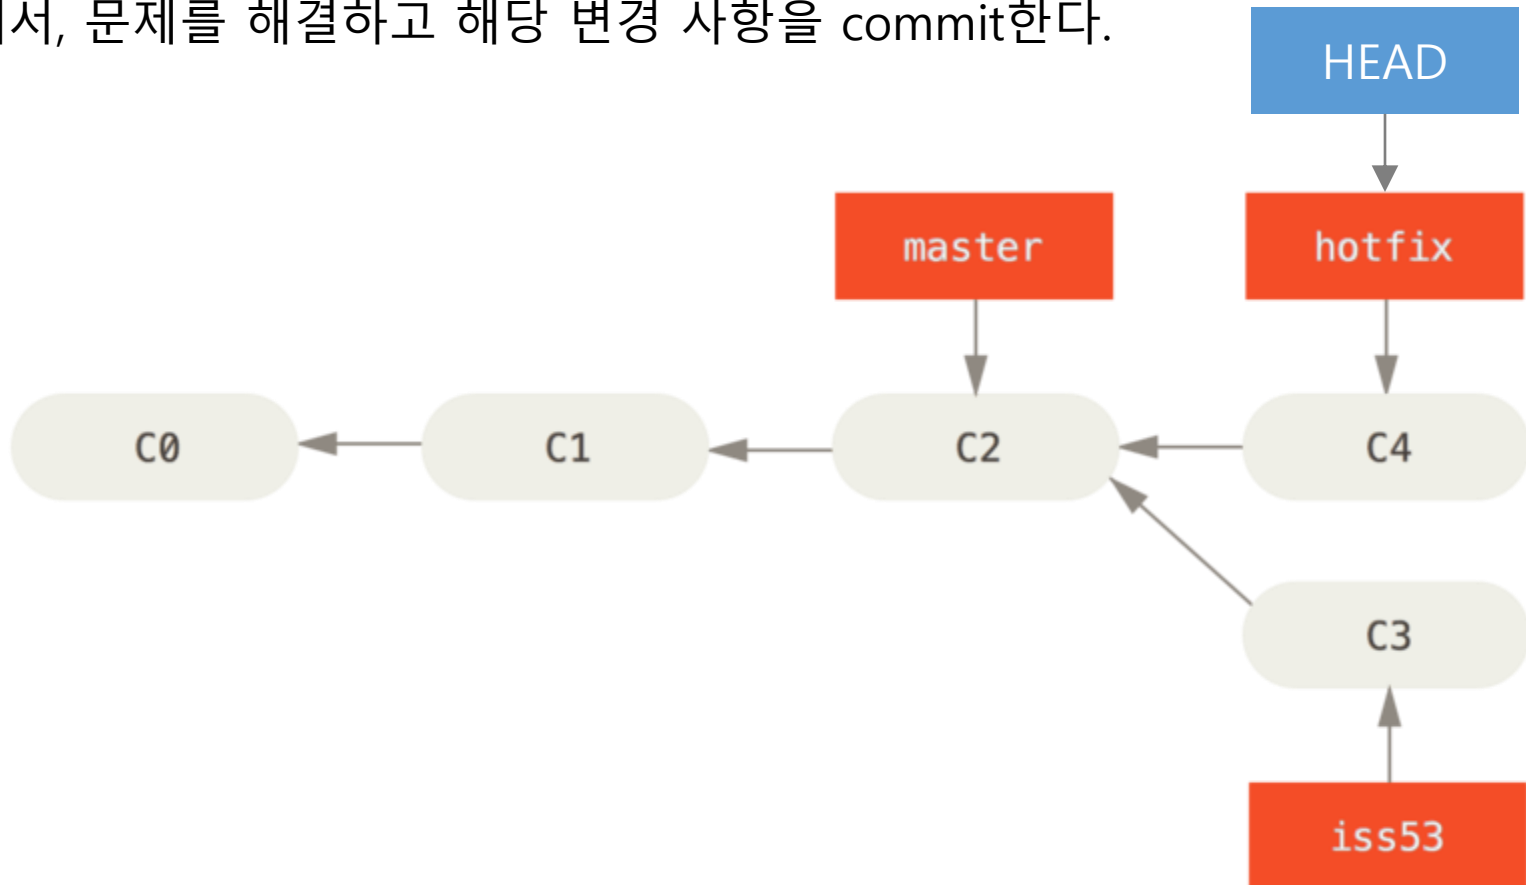 서, 문제를 해결하고 해당 변경 사항을 commit한다.
HEAD
master
hotfix
C0
C1
C2
C4
C3
iss53